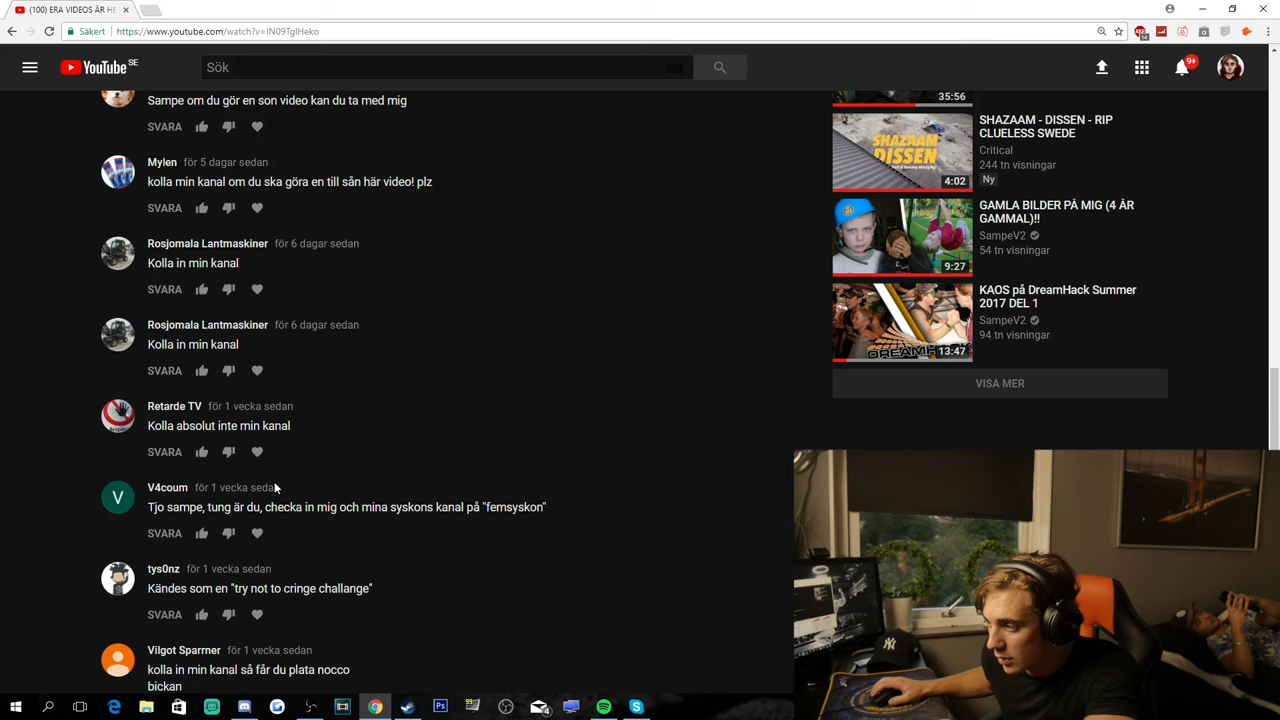 (100) ERA VIDEOS ÄR HE
Säkert
https://www.youtube.com/watch?v=IN09TglHeko
YouTube SE
Sök
9+
Sampe om du gör en son video kan du ta med mig
SVARA
Mylen för 5 dagar sedan
kolla min kanal om du ska göra en till sån här video! plz
SVARA
Rosjomala Lantmaskiner för 6 dagar sedan
Kolla in min kanal
SVARA
Rosjomala Lantmaskiner för 6 dagar sedan
Kolla in min kanal
SVARA
Retarde TV för 1 vecka sedan
Kolla absolut inte min kanal
SVARA
V
V4coum för 1 vecka sedan
Tjo sampe, tung är du, checka in mig och mina syskons kanal på "femsyskon"
SVARA
tys0nz för 1 vecka sedan
Kändes som en "try not to cringe challange"
SVARA
Vilgot Sparrner för 1 vecka sedan
kolla in min kanal så får du plata nocco
bickan
35:56
SHAZAAM
DISSEN
4:02
SHAZAAM - DISSEN - RIP
CLUELESS SWEDE
Critical
244 tn visningar
Ny
9:27
GAMLA BILDER PÅ MIG (4 ÅR
GAMMAL)!!
SampeV2
54 tn visningar
DREAMHACK
13:47
KAOS på DreamHack Summer
2017 DEL 1
SampeV2
94 tn visningar
VISA MER